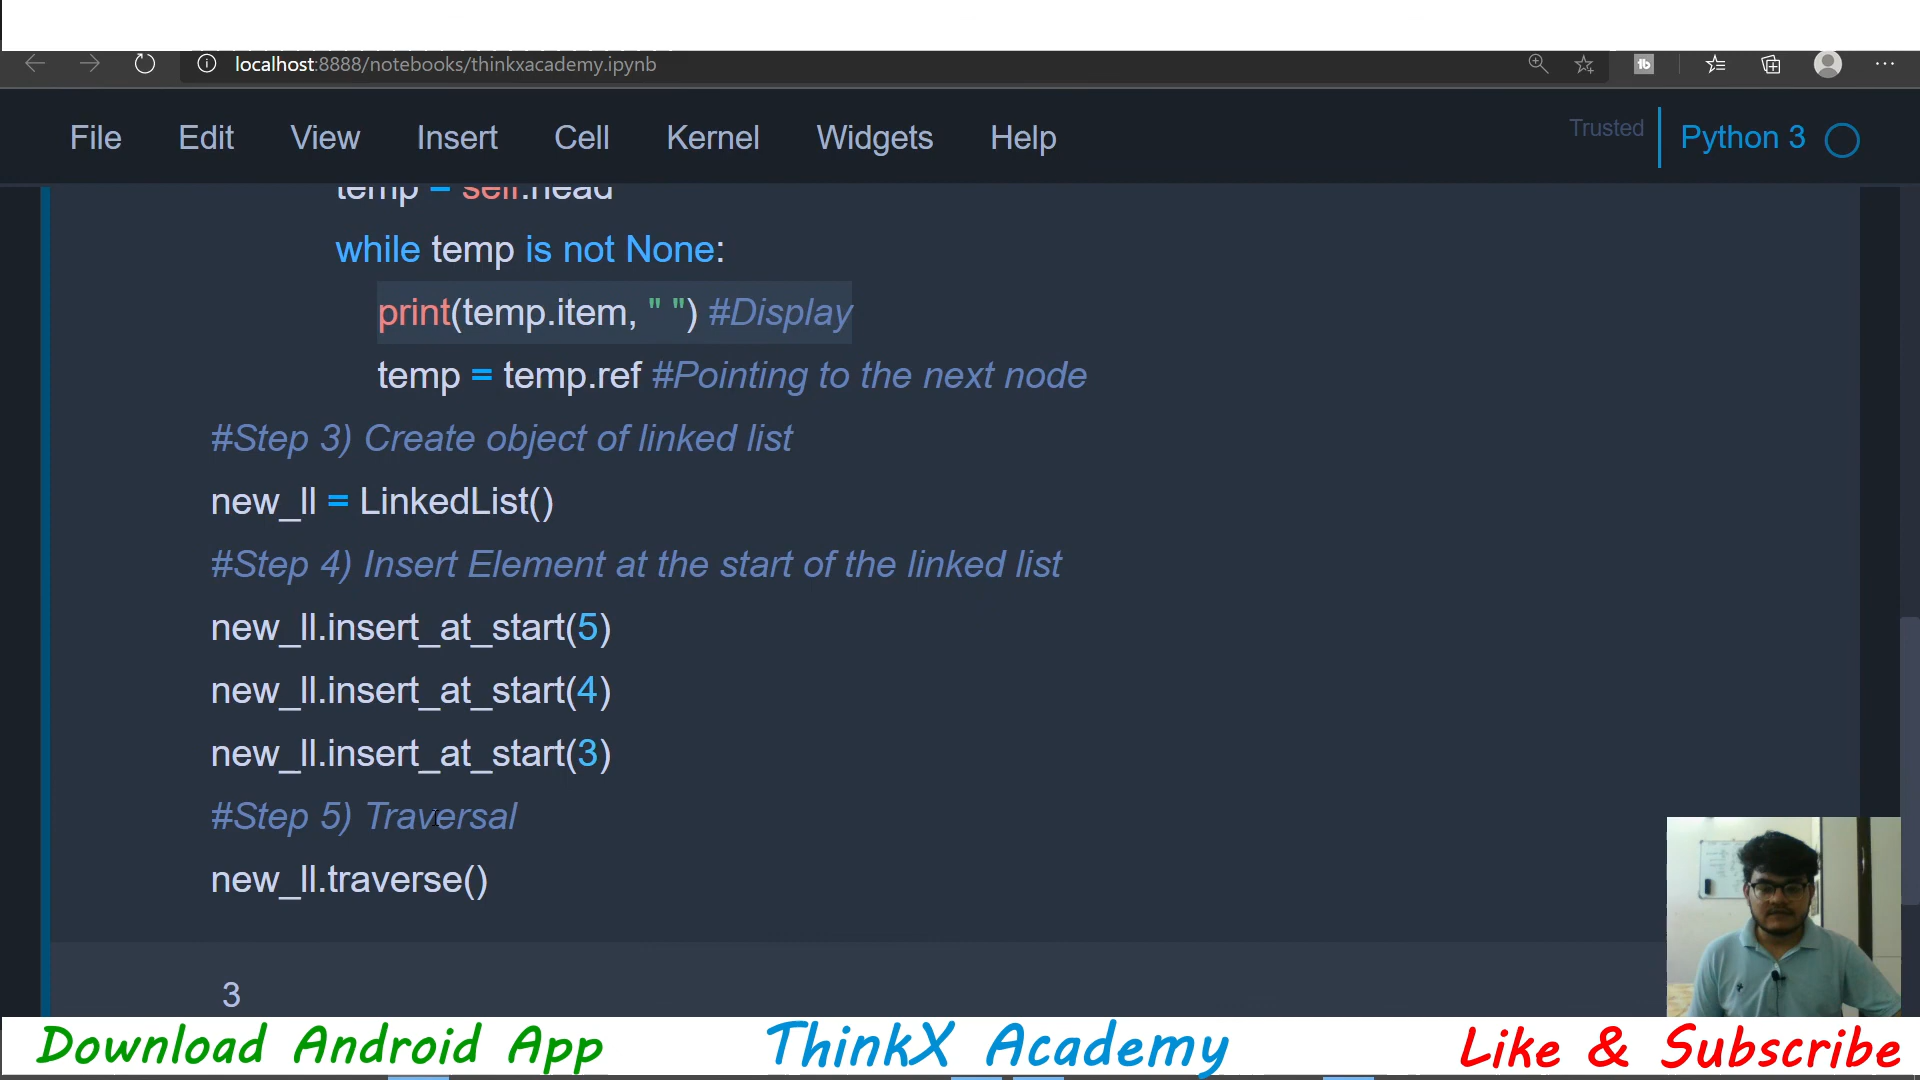 localhost:8888/notebooks/thinkxacademy.ipynb
File Edit View Insert Cell Kernel Widgets Help Trusted Python 3
temp = self.head
while temp is not None:
print(temp.item, " ") #Display
temp = temp.ref #Pointing to the next node
#Step 3) Create object of linked list
new_ll = LinkedList()
#Step 4) Insert Element at the start of the linked list
new_ll.insert_at_start(5)
new_ll.insert_at_start(4)
new_ll.insert_at_start(3)
#Step 5) Traversal
new_ll.traverse()
3
Download Android App ThinkX Academy Like & Subscribe